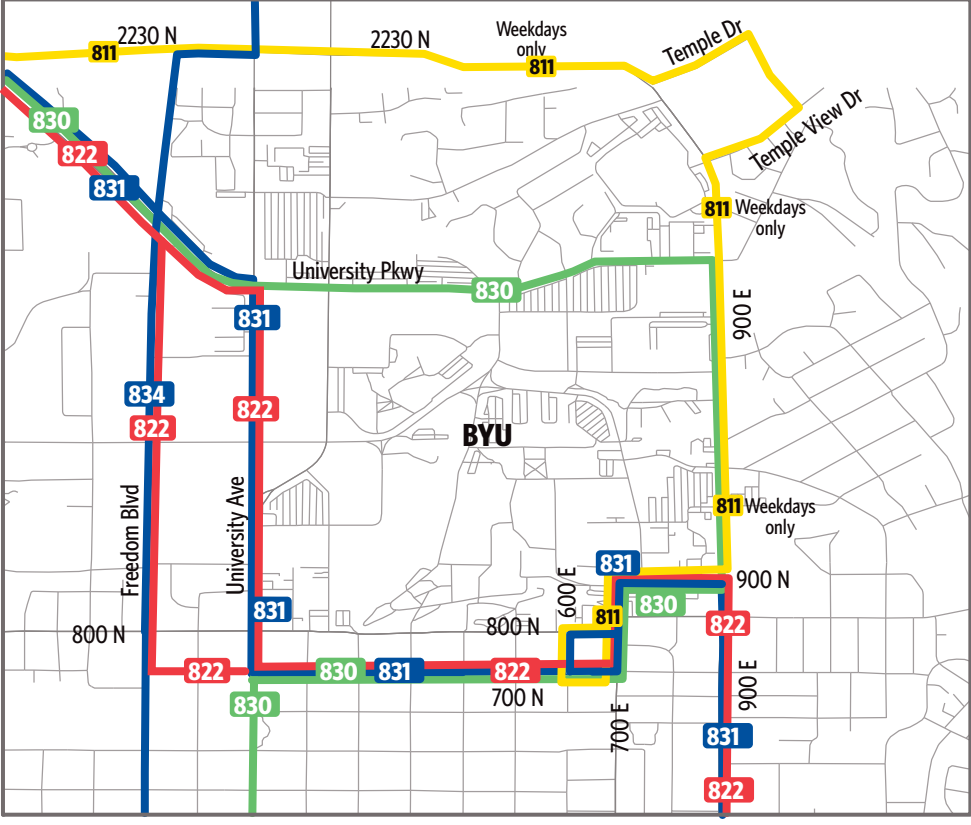 2230 N
811
2230 N
Weekdays
only
811
Temple Dr
Temple View Dr
830
822
831
811
Weekdays
only
University Pkwy
830
831
900 E
834
822
822
BYU
Freedom Blvd
University Ave
811
Weekdays
only
831
900 N
600 E
831
830
811
800 N
800 N
822
822
830
831
822
900 E
700 N
830
700 E
831
822